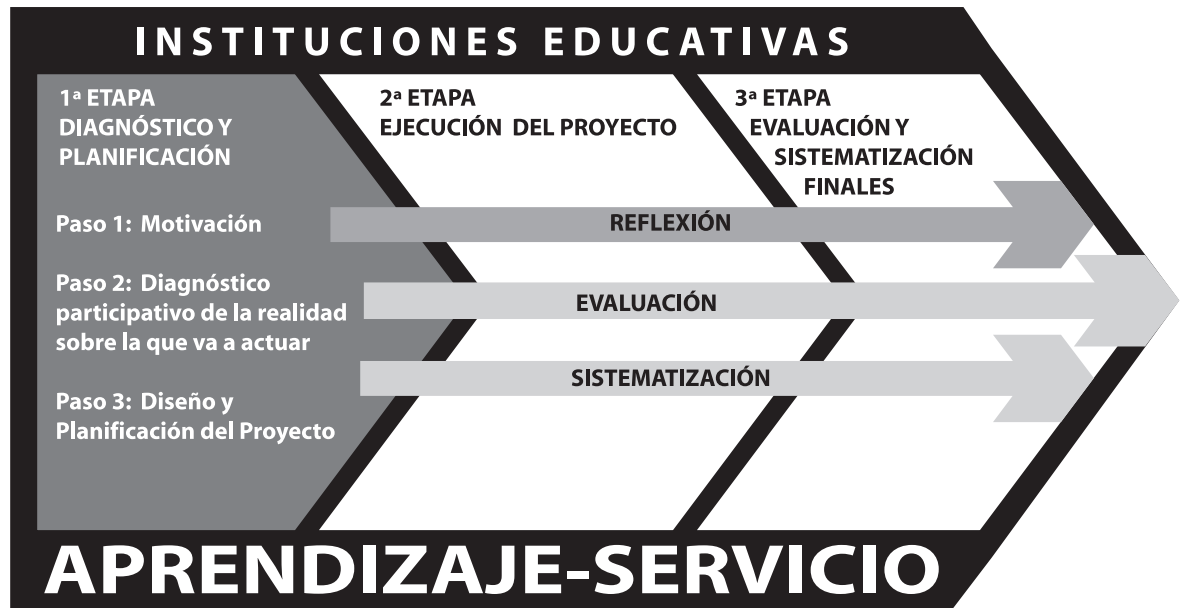 INSTITUCIONES EDUCATIVAS
1ª ETAPA
DIAGNÓSTICO Y
PLANIFICACIÓN
Paso 1: Motivación
Paso 2: Diagnóstico
participativo de la realidad
sobre la que va a actuar
Paso 3: Diseño y
Planificación del Proyecto
2ª ETAPA
EJECUCIÓN DEL PROYECTO
3ª ETAPA
EVALUACIÓN Y
SISTEMATIZACIÓN
FINALES
REFLEXIÓN
EVALUACIÓN
SISTEMATIZACIÓN
APRENDIZAJE-SERVICIO